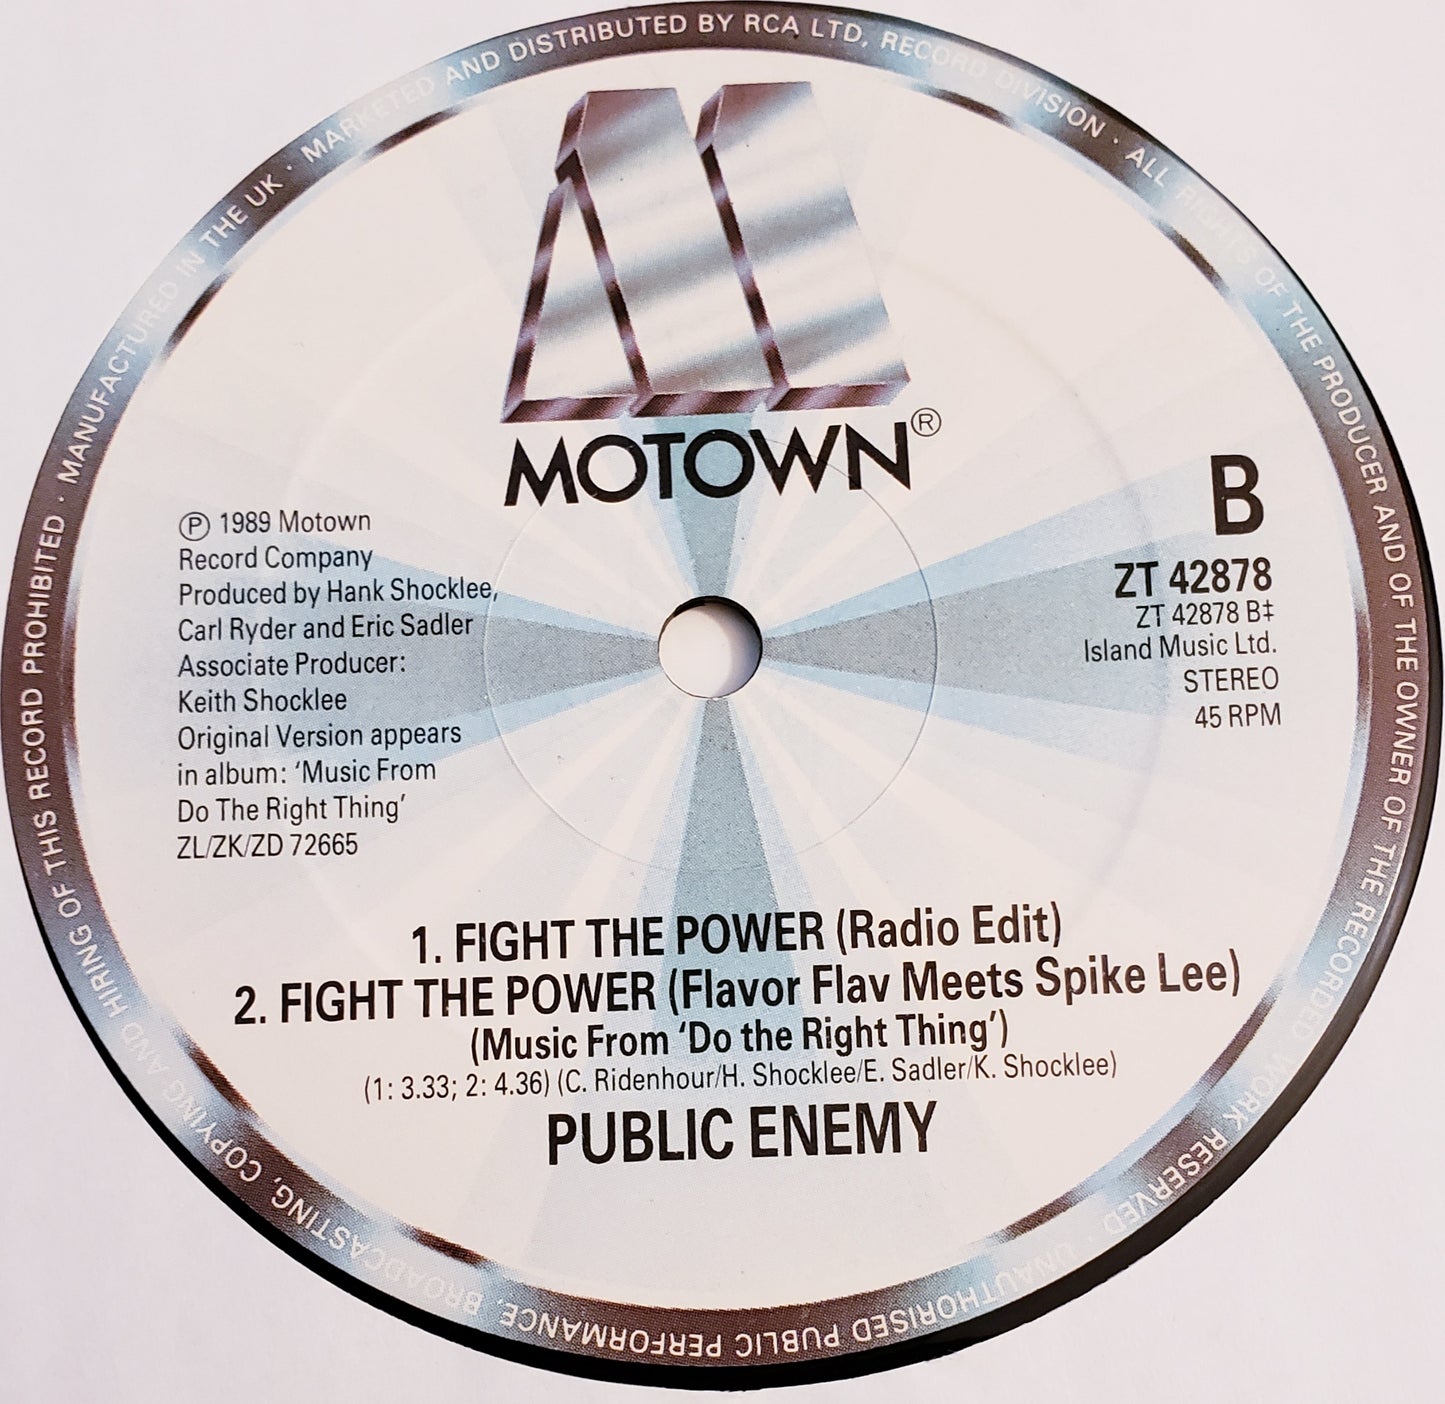 MANUFACTURED IN THE UK · MARKETED AND DISTRIBUTED BY RCA LTD, RECORD DIVISION · ALL RIGHTS OF THE PRODUCER AND OF THE OWNER OF THE RECORDED WORK RESERVED · UNAUTHORISED PUBLIC PERFORMANCE, BROADCASTING, COPYING AND HIRING OF THIS RECORD PROHIBITED ·
MOTOWN®
℗ 1989 Motown
Record Company
Produced by Hank Shocklee,
Carl Ryder and Eric Sadler
Associate Producer:
Keith Shocklee
Original Version appears
in album: ‘Music From
Do The Right Thing’
ZL/ZK/ZD 72665
B
ZT 42878
ZT 42878 B‡
Island Music Ltd.
STEREO
45 RPM
1. FIGHT THE POWER (Radio Edit)
2. FIGHT THE POWER (Flavor Flav Meets Spike Lee)
(Music From ‘Do the Right Thing’)
(1: 3.33; 2: 4.36) (C. Ridenhour/H. Shocklee/E. Sadler/K. Shocklee)
PUBLIC ENEMY